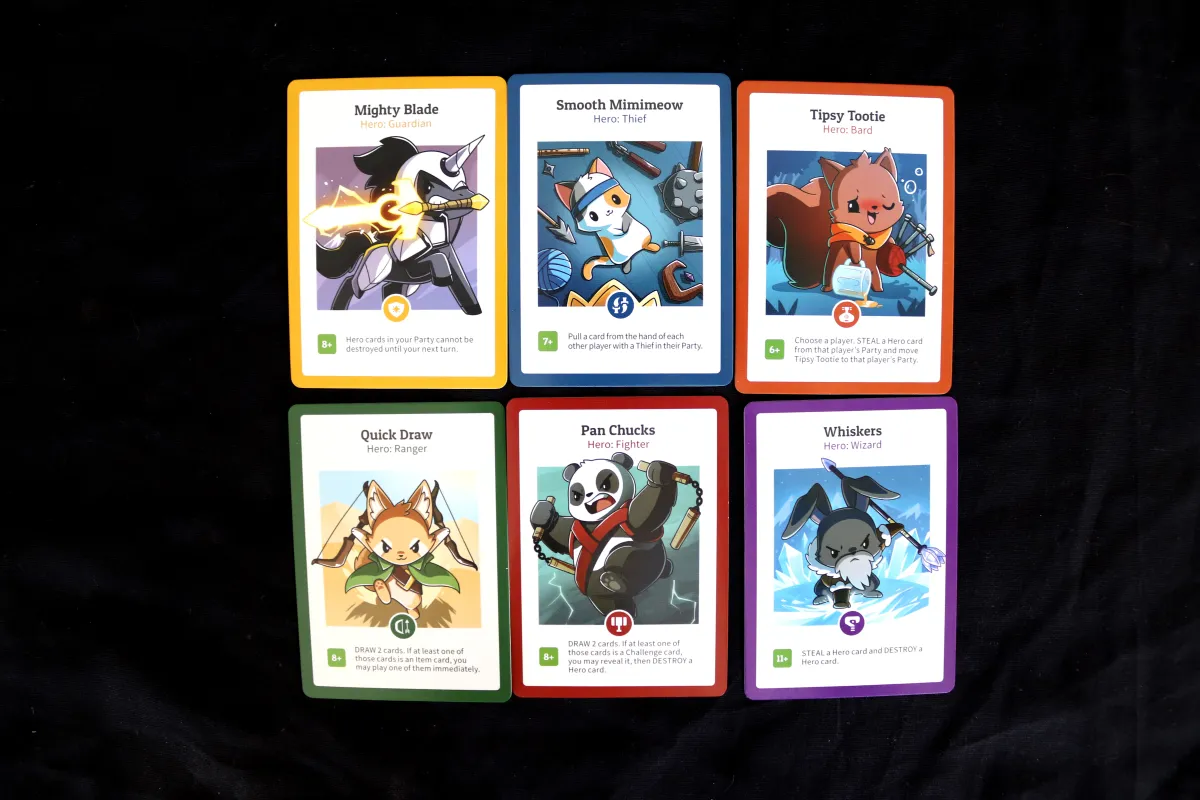 Mighty Blade
Hero: Guardian
8+
Hero cards in your Party cannot be
destroyed until your next turn.
Smooth Mimimeow
Hero: Thief
7+
Pull a card from the hand of each
other player with a Thief in their Party.
Tipsy Tootie
Hero: Bard
6+
Choose a player. STEAL a Hero card
from that player's Party and move
Tipsy Tootie to that player's Party.
Quick Draw
Hero: Ranger
8+
DRAW 2 cards. If at least one of
those cards is an Item card, you
may play one of them immediately.
Pan Chucks
Hero: Fighter
8+
DRAW 2 cards. If at least one of
those cards is a Challenge card,
you may reveal it, then DESTROY a
Hero card.
Whiskers
Hero: Wizard
11+
STEAL a Hero card and DESTROY a
Hero card.